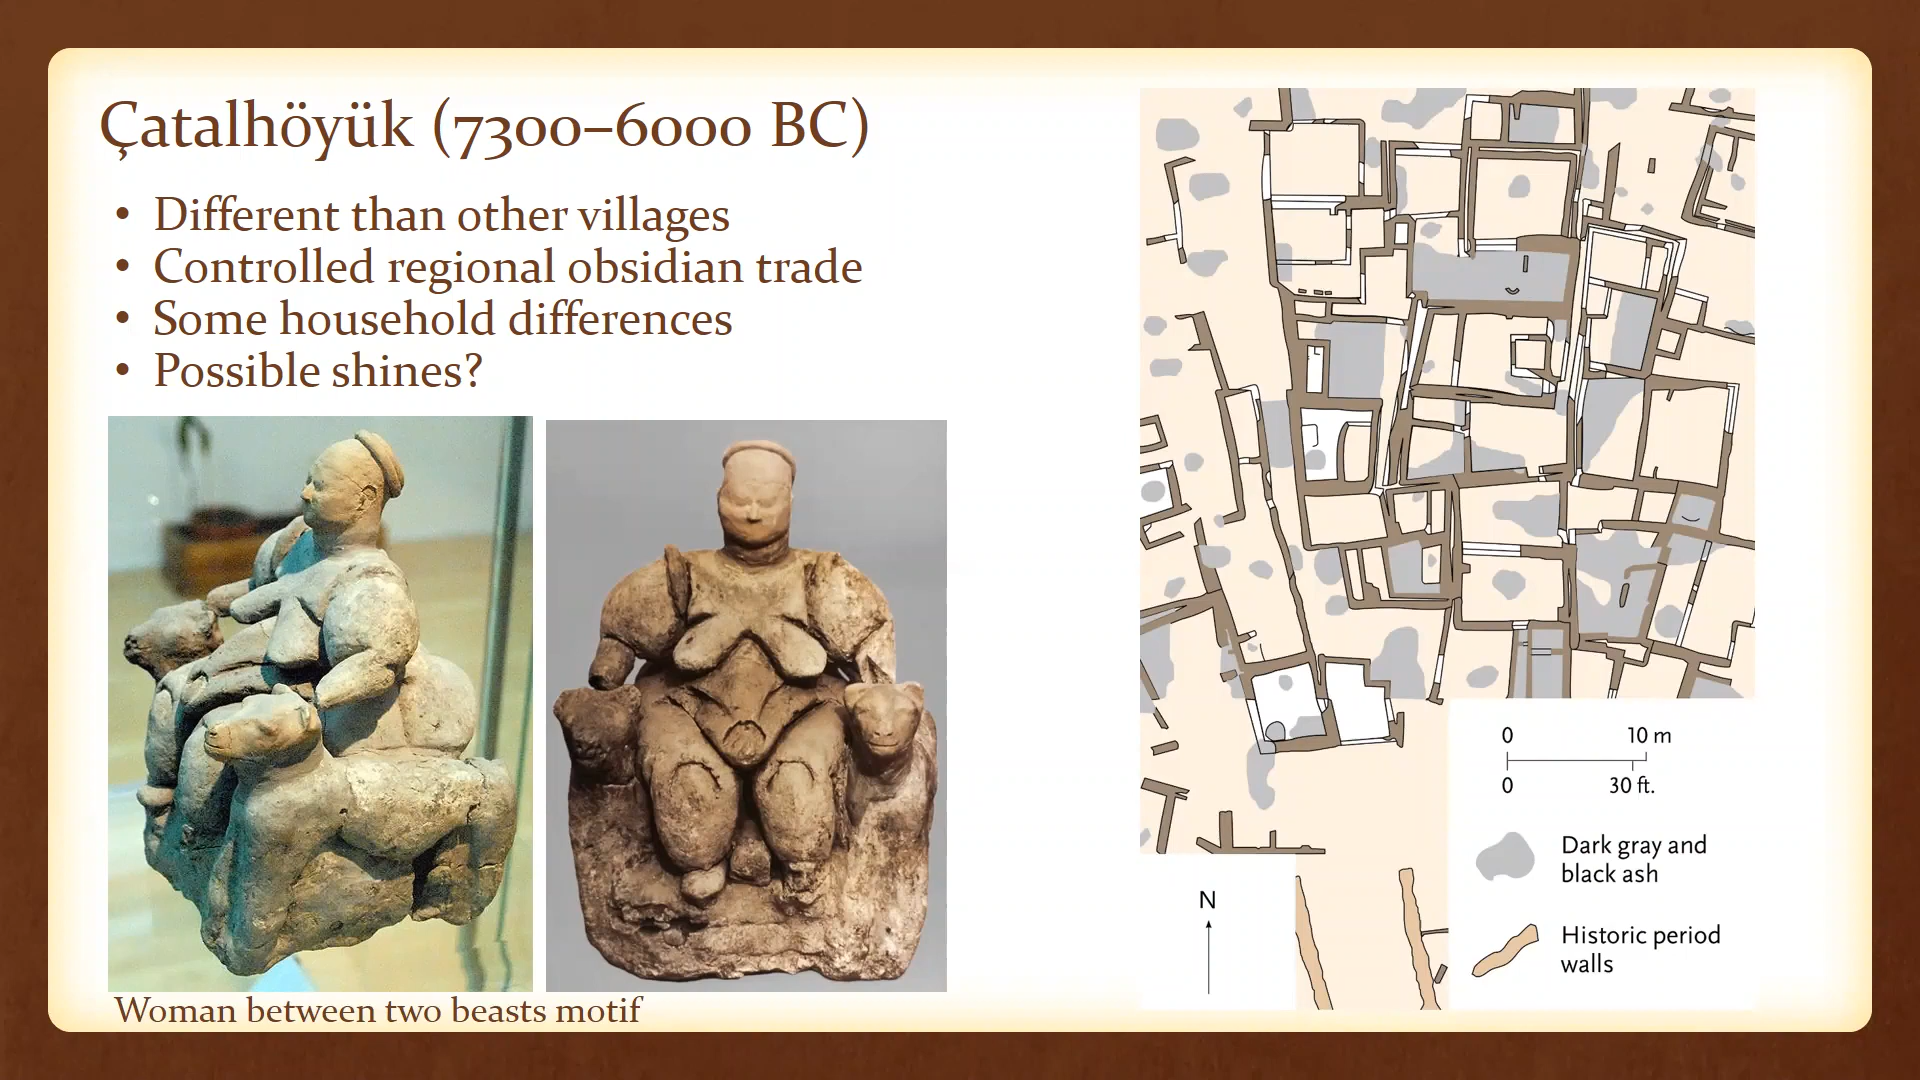 Çatalhöyük (7300–6000 BC)
• Different than other villages
• Controlled regional obsidian trade
• Some household differences
• Possible shines?
Woman between two beasts motif
0 10 m
0 30 ft.
Dark gray and
black ash
N
Historic period
walls